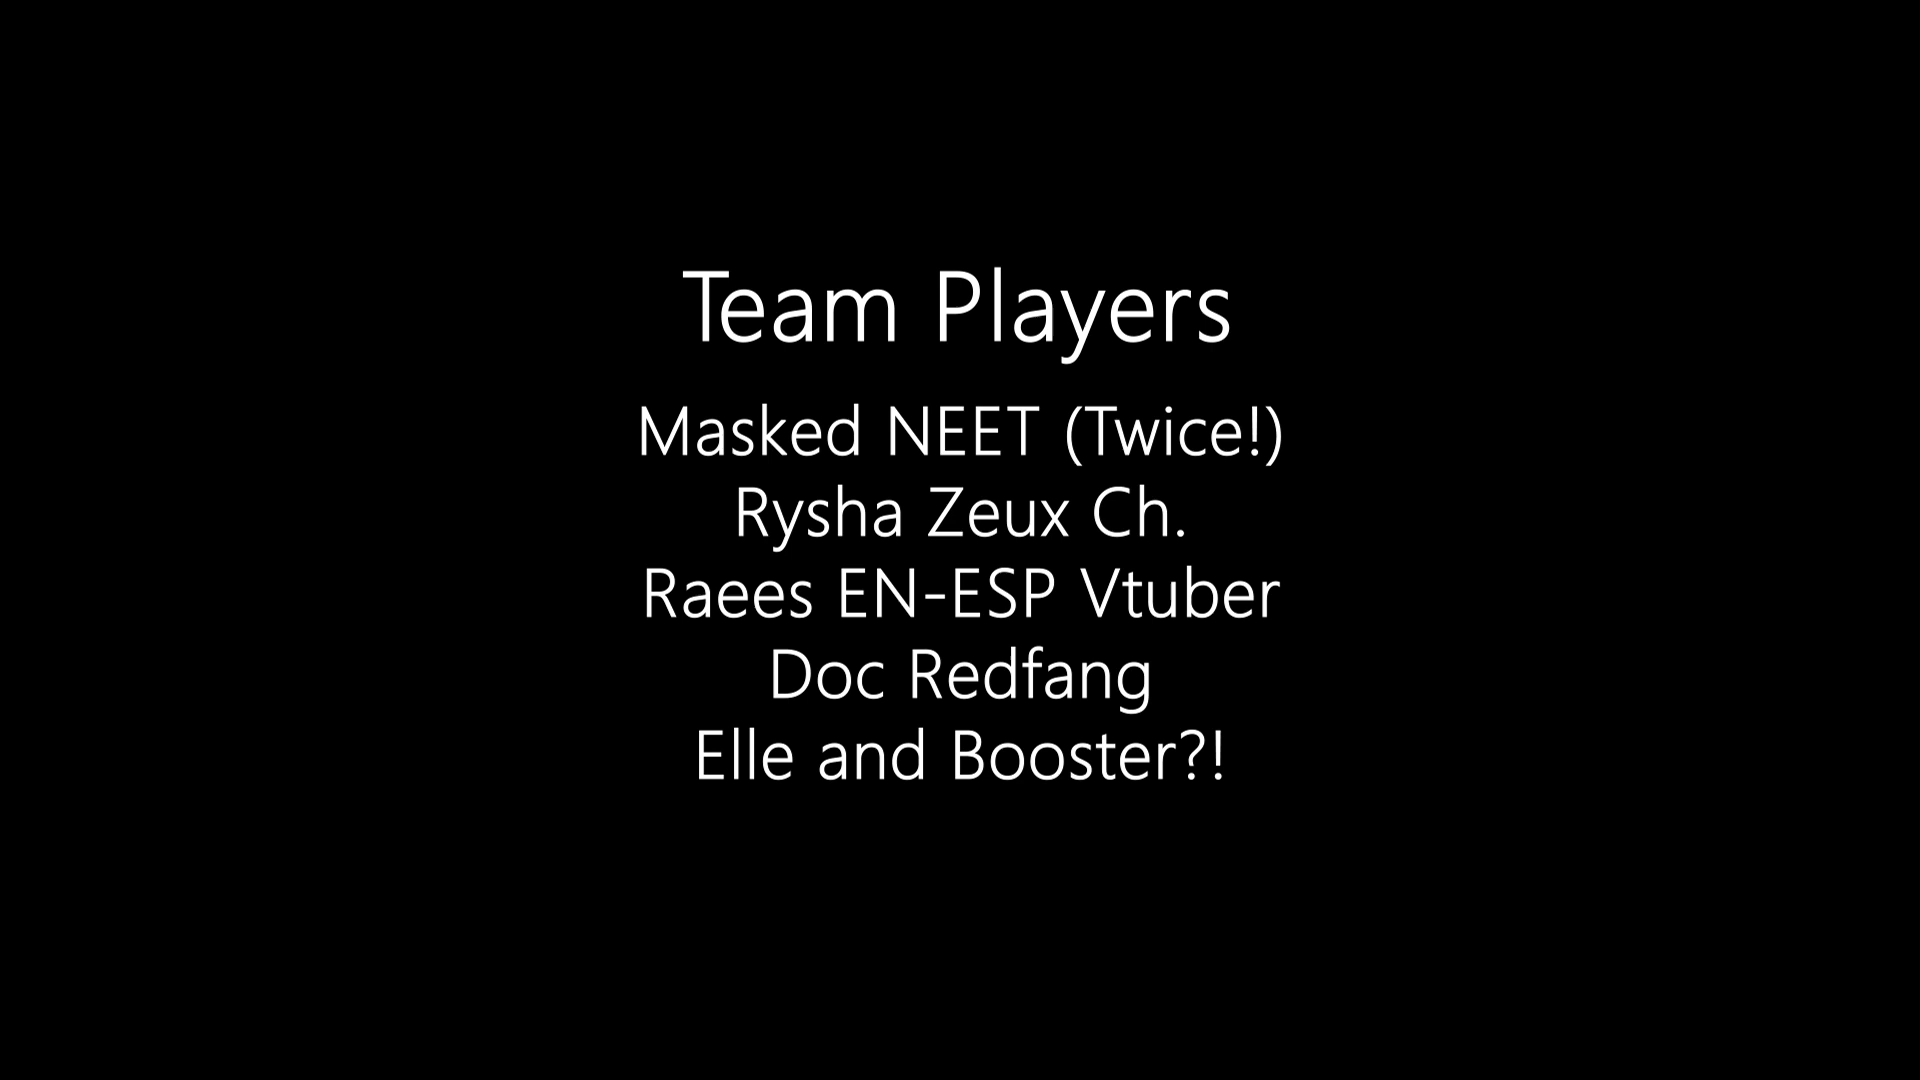 Team Players
Masked NEET (Twice!)
Rysha Zeux Ch.
Raees EN-ESP Vtuber
Doc Redfang
Elle and Booster?!